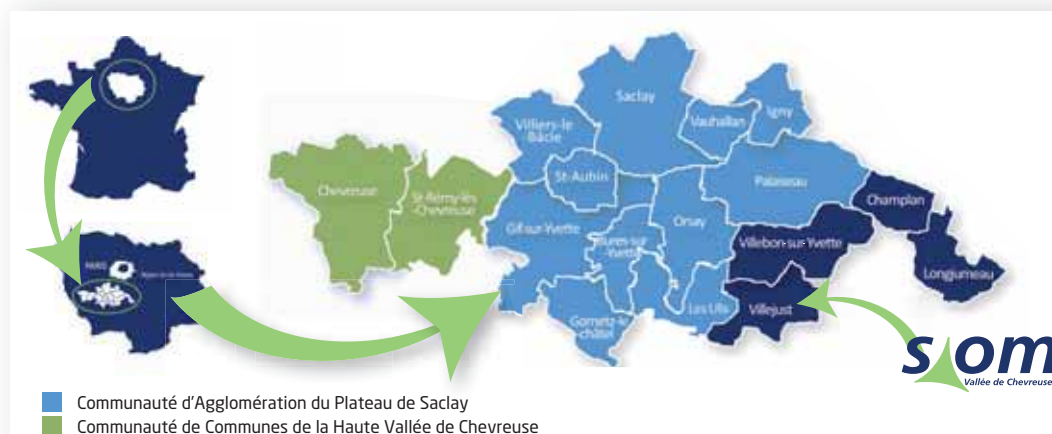 Saclay
Igny
Vauhallan
Villiers-le
Bâcle
St-Aubin
Palaiseau
Chevreuse
St-Rémy-lès
-Chevreuse
Champlan
Gif-sur-Yvette
Orsay
Bures-sur
Yvette
Villebon-sur-Yvette
Longjumeau
PARIS
Les Ulis
Villejust
Gometz-le
châtel
siom
Vallée de Chevreuse
Communauté d'Agglomération du Plateau de Saclay
Communauté de Communes de la Haute Vallée de Chevreuse